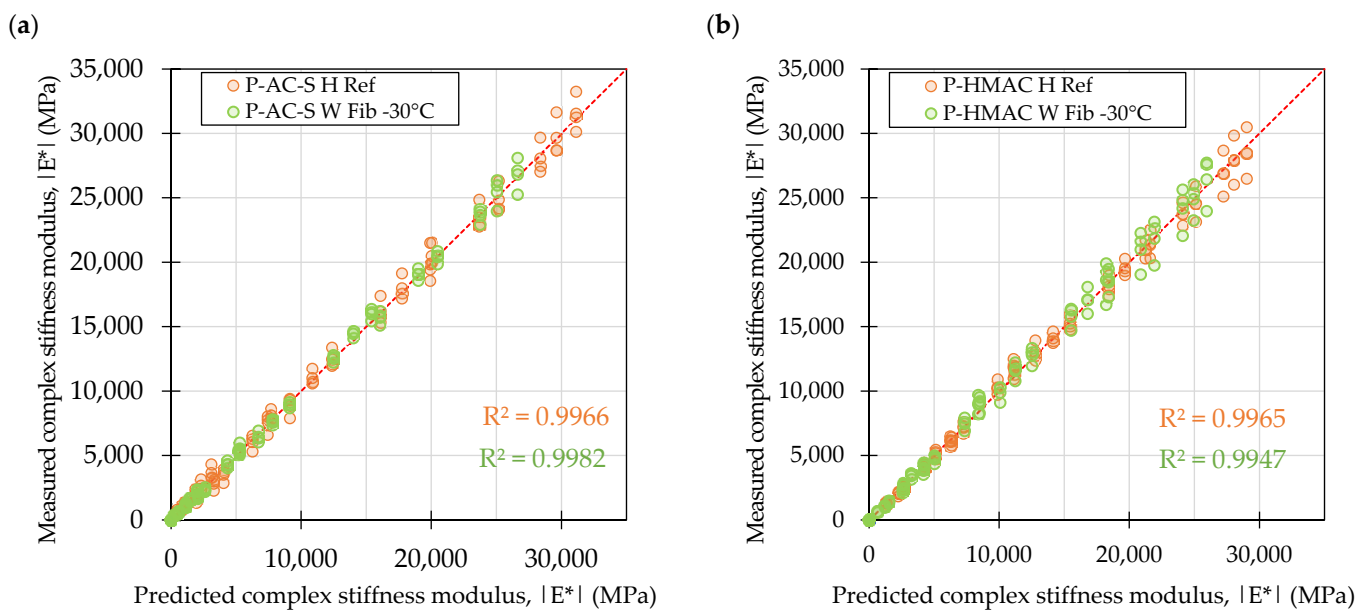 (a)
Measured complex stiffness modulus, |E*| (MPa)
35,000
30,000
25,000
20,000
15,000
10,000
5,000
0
P-AC-S H Ref
P-AC-S W Fib -30°C
R² = 0.9966
R² = 0.9982
0
10,000
20,000
30,000
Predicted complex stiffness modulus, |E*| (MPa)
(b)
Measured complex stiffness modulus, |E*| (MPa)
35,000
30,000
25,000
20,000
15,000
10,000
5,000
0
P-HMAC H Ref
P-HMAC W Fib -30°C
R² = 0.9965
R² = 0.9947
0
10,000
20,000
30,000
Predicted complex stiffness modulus, |E*| (MPa)